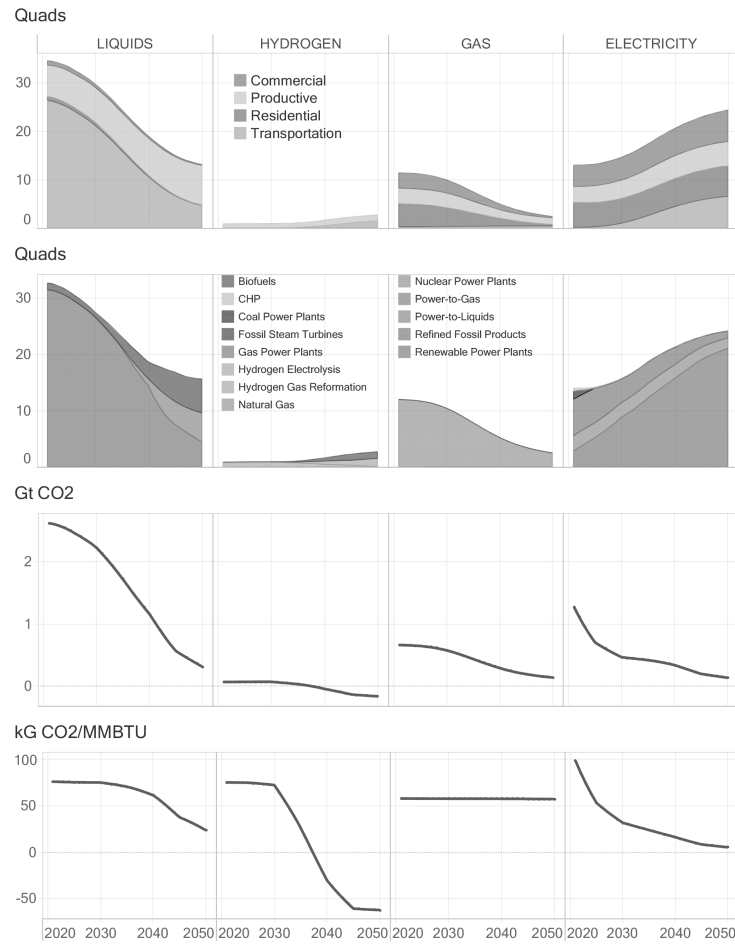 Quads
LIQUIDS HYDROGEN GAS ELECTRICITY
30
20
10
0
Commercial
Productive
Residential
Transportation
Quads
30
20
10
0
Biofuels
CHP
Coal Power Plants
Fossil Steam Turbines
Gas Power Plants
Hydrogen Electrolysis
Hydrogen Gas Reformation
Natural Gas
Nuclear Power Plants
Power-to-Gas
Power-to-Liquids
Refined Fossil Products
Renewable Power Plants
Gt CO2
2
1
0
kG CO2/MMBTU
100
50
0
-50
2020 2030 2040 2050 2020 2030 2040 2050 2020 2030 2040 2050 2020 2030 2040 2050